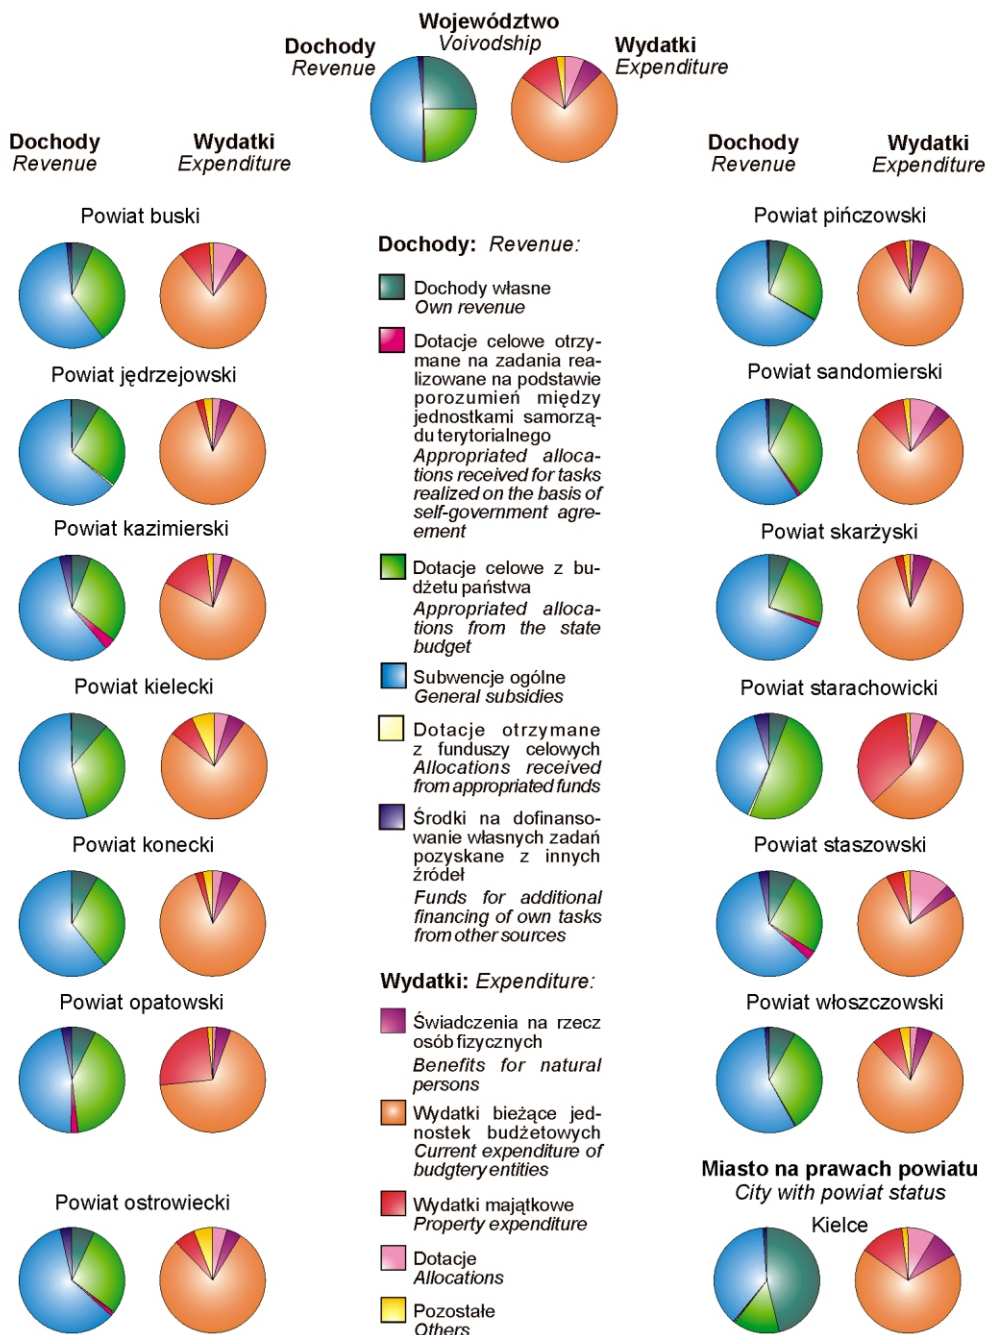 Województwo
Voivodship
Dochody
Revenue
Wydatki
Expenditure
Dochody
Revenue
Wydatki
Expenditure
Powiat buski
Powiat jędrzejowski
Powiat kazimierski
Powiat kielecki
Powiat konecki
Powiat opatowski
Powiat ostrowiecki
Dochody: Revenue:
Dochody własne
Own revenue
Dotacje celowe otrzy-
mane na zadania rea-
lizowane na podstawie
porozumień między
jednostkami samorzą-
du terytorialnego
Appropriated alloca-
tions received for tasks
realized on the basis of
self-government agre-
ement
Dotacje celowe z bu-
dżetu państwa
Appropriated alloca-
tions from the state
budget
Subwencje ogólne
General subsidies
Dotacje otrzymane
z funduszy celowych
Allocations received
from appropriated funds
Środki na dofinanso-
wanie własnych zadań
pozyskane z innych
źródeł
Funds for additional
financing of own tasks
from other sources
Wydatki: Expenditure:
Świadczenia na rzecz
osób fizycznych
Benefits for natural
persons
Wydatki bieżące jed-
nostek budżetowych
Current expenditure of
budgtery entities
Wydatki majątkowe
Property expenditure
Dotacje
Allocations
Pozostałe
Others
Dochody
Revenue
Wydatki
Expenditure
Powiat pińczowski
Powiat sandomierski
Powiat skarżyski
Powiat starachowicki
Powiat staszowski
Powiat włoszczowski
Miasto na prawach powiatu
City with powiat status
Kielce